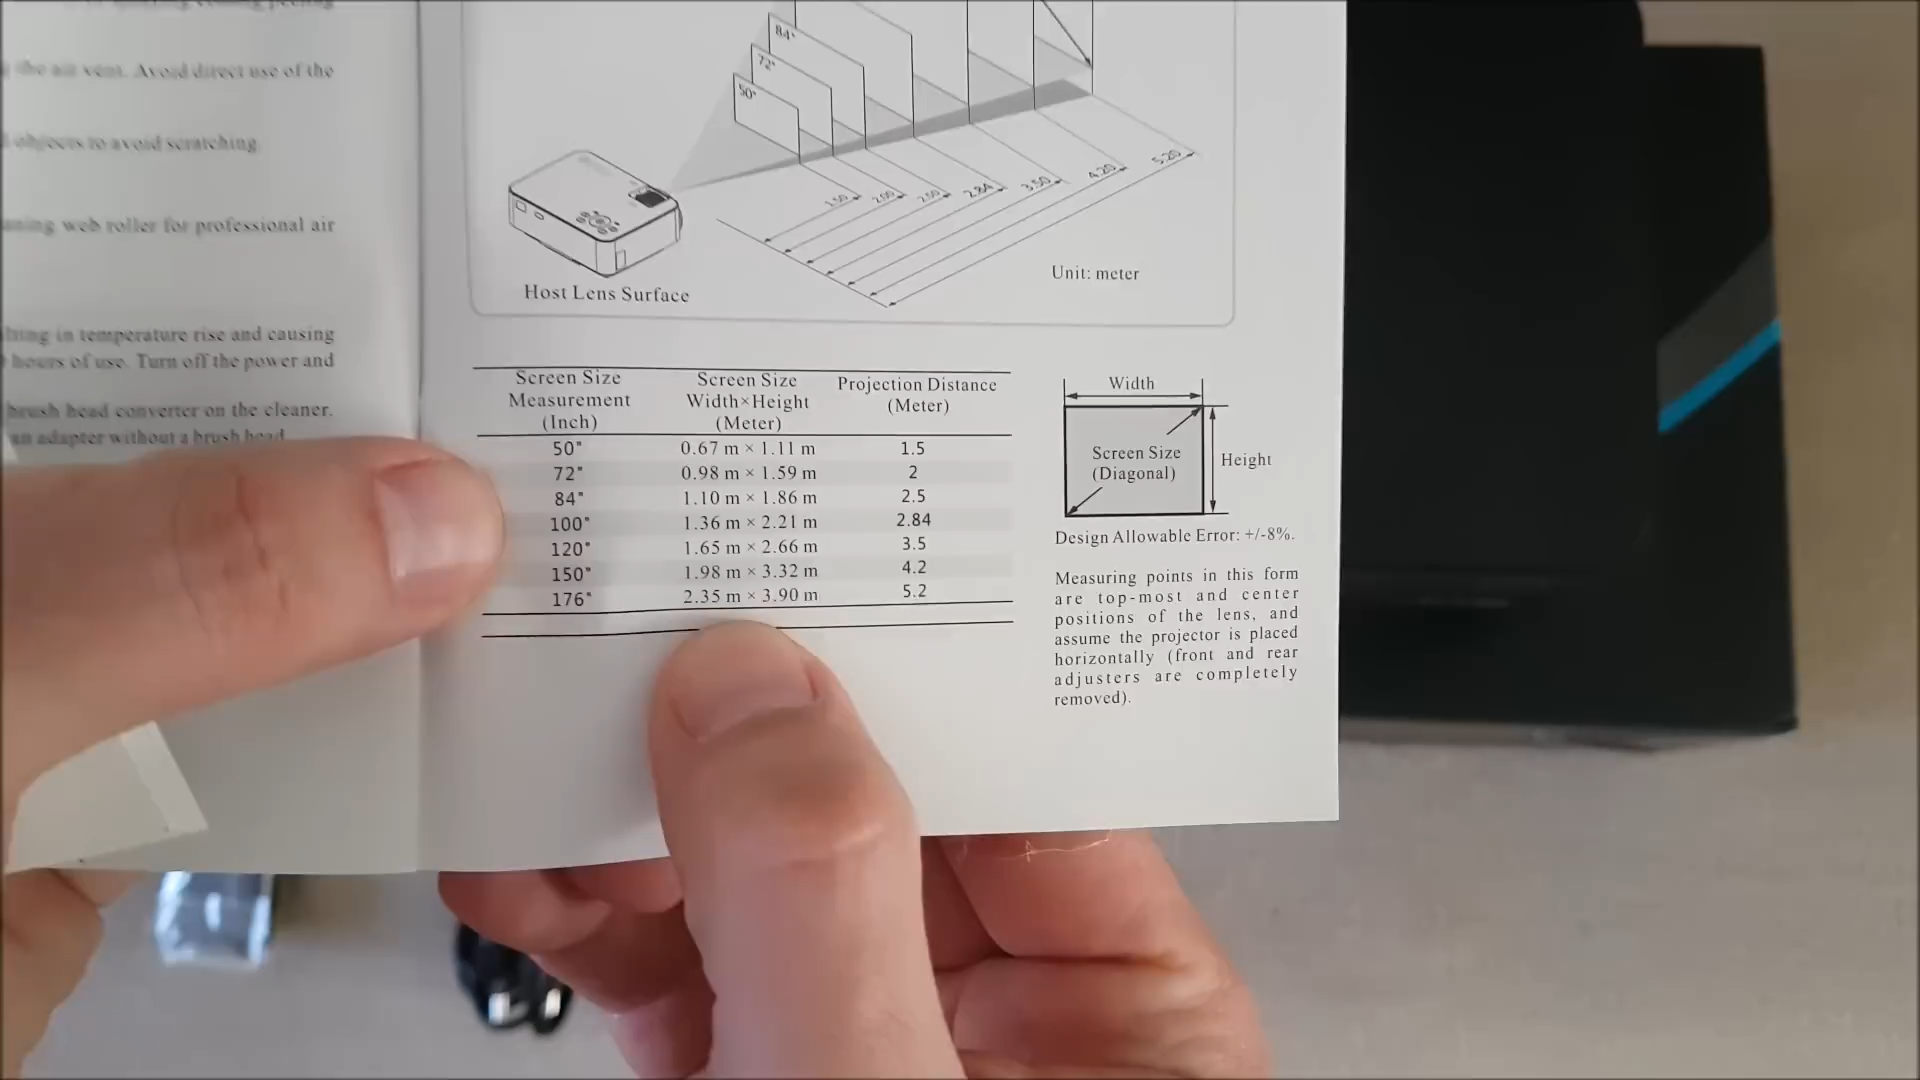 the air vent. Avoid direct use of the
objects to avoid scratching.
web roller for professional air
in temperature rise and causing
hours of use. Turn off the power and
brush head converter on the cleaner.
an adapter without a brush head.
84"
72"
50"
1.50
2.00
2.50
2.84
3.50
4.20
5.20
Unit: meter
Host Lens Surface
Screen Size Measurement (Inch) Screen Size Width×Height (Meter) Projection Distance (Meter)
50" 0.67 m × 1.11 m 1.5
72" 0.98 m × 1.59 m 2
84" 1.10 m × 1.86 m 2.5
100" 1.36 m × 2.21 m 2.84
120" 1.65 m × 2.66 m 3.5
150" 1.98 m × 3.32 m 4.2
176" 2.35 m × 3.90 m 5.2
Width
Screen Size
(Diagonal)
Height
Design Allowable Error: +/-8%.
Measuring points in this form
are top-most and center
positions of the lens, and
assume the projector is placed
horizontally (front and rear
adjusters are completely
removed).